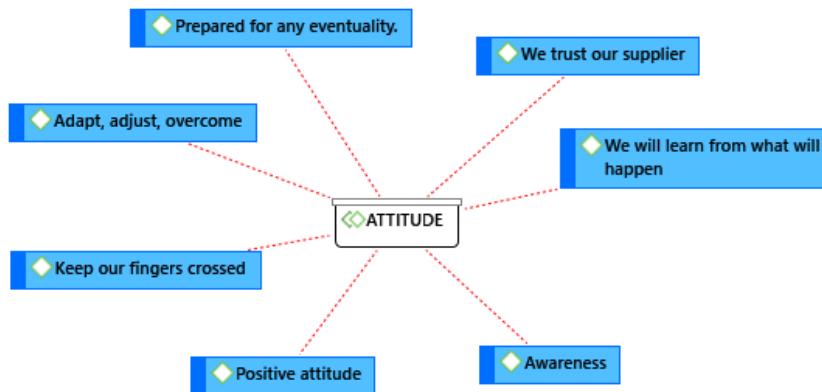 Prepared for any eventuality.
We trust our supplier
Adapt, adjust, overcome
We will learn from what will
happen
ATTITUDE
Keep our fingers crossed
Positive attitude
Awareness